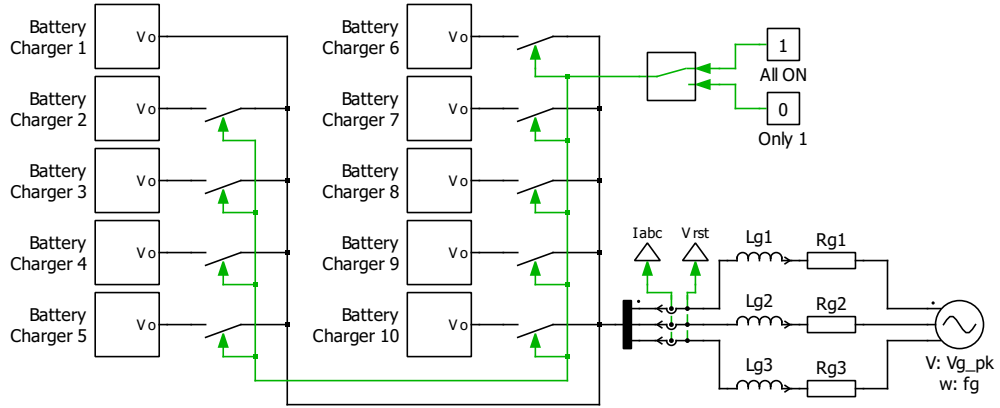 Battery
Charger 1
Vo
Battery
Charger 2
Vo
Battery
Charger 3
Vo
Battery
Charger 4
Vo
Battery
Charger 5
Vo
Battery
Charger 6
Vo
Battery
Charger 7
Vo
Battery
Charger 8
Vo
Battery
Charger 9
Vo
Battery
Charger 10
Vo
1
All ON
0
Only 1
Iabc
Vrst
Lg1
Rg1
Lg2
Rg2
Lg3
Rg3
V: Vg_pk
w: fg